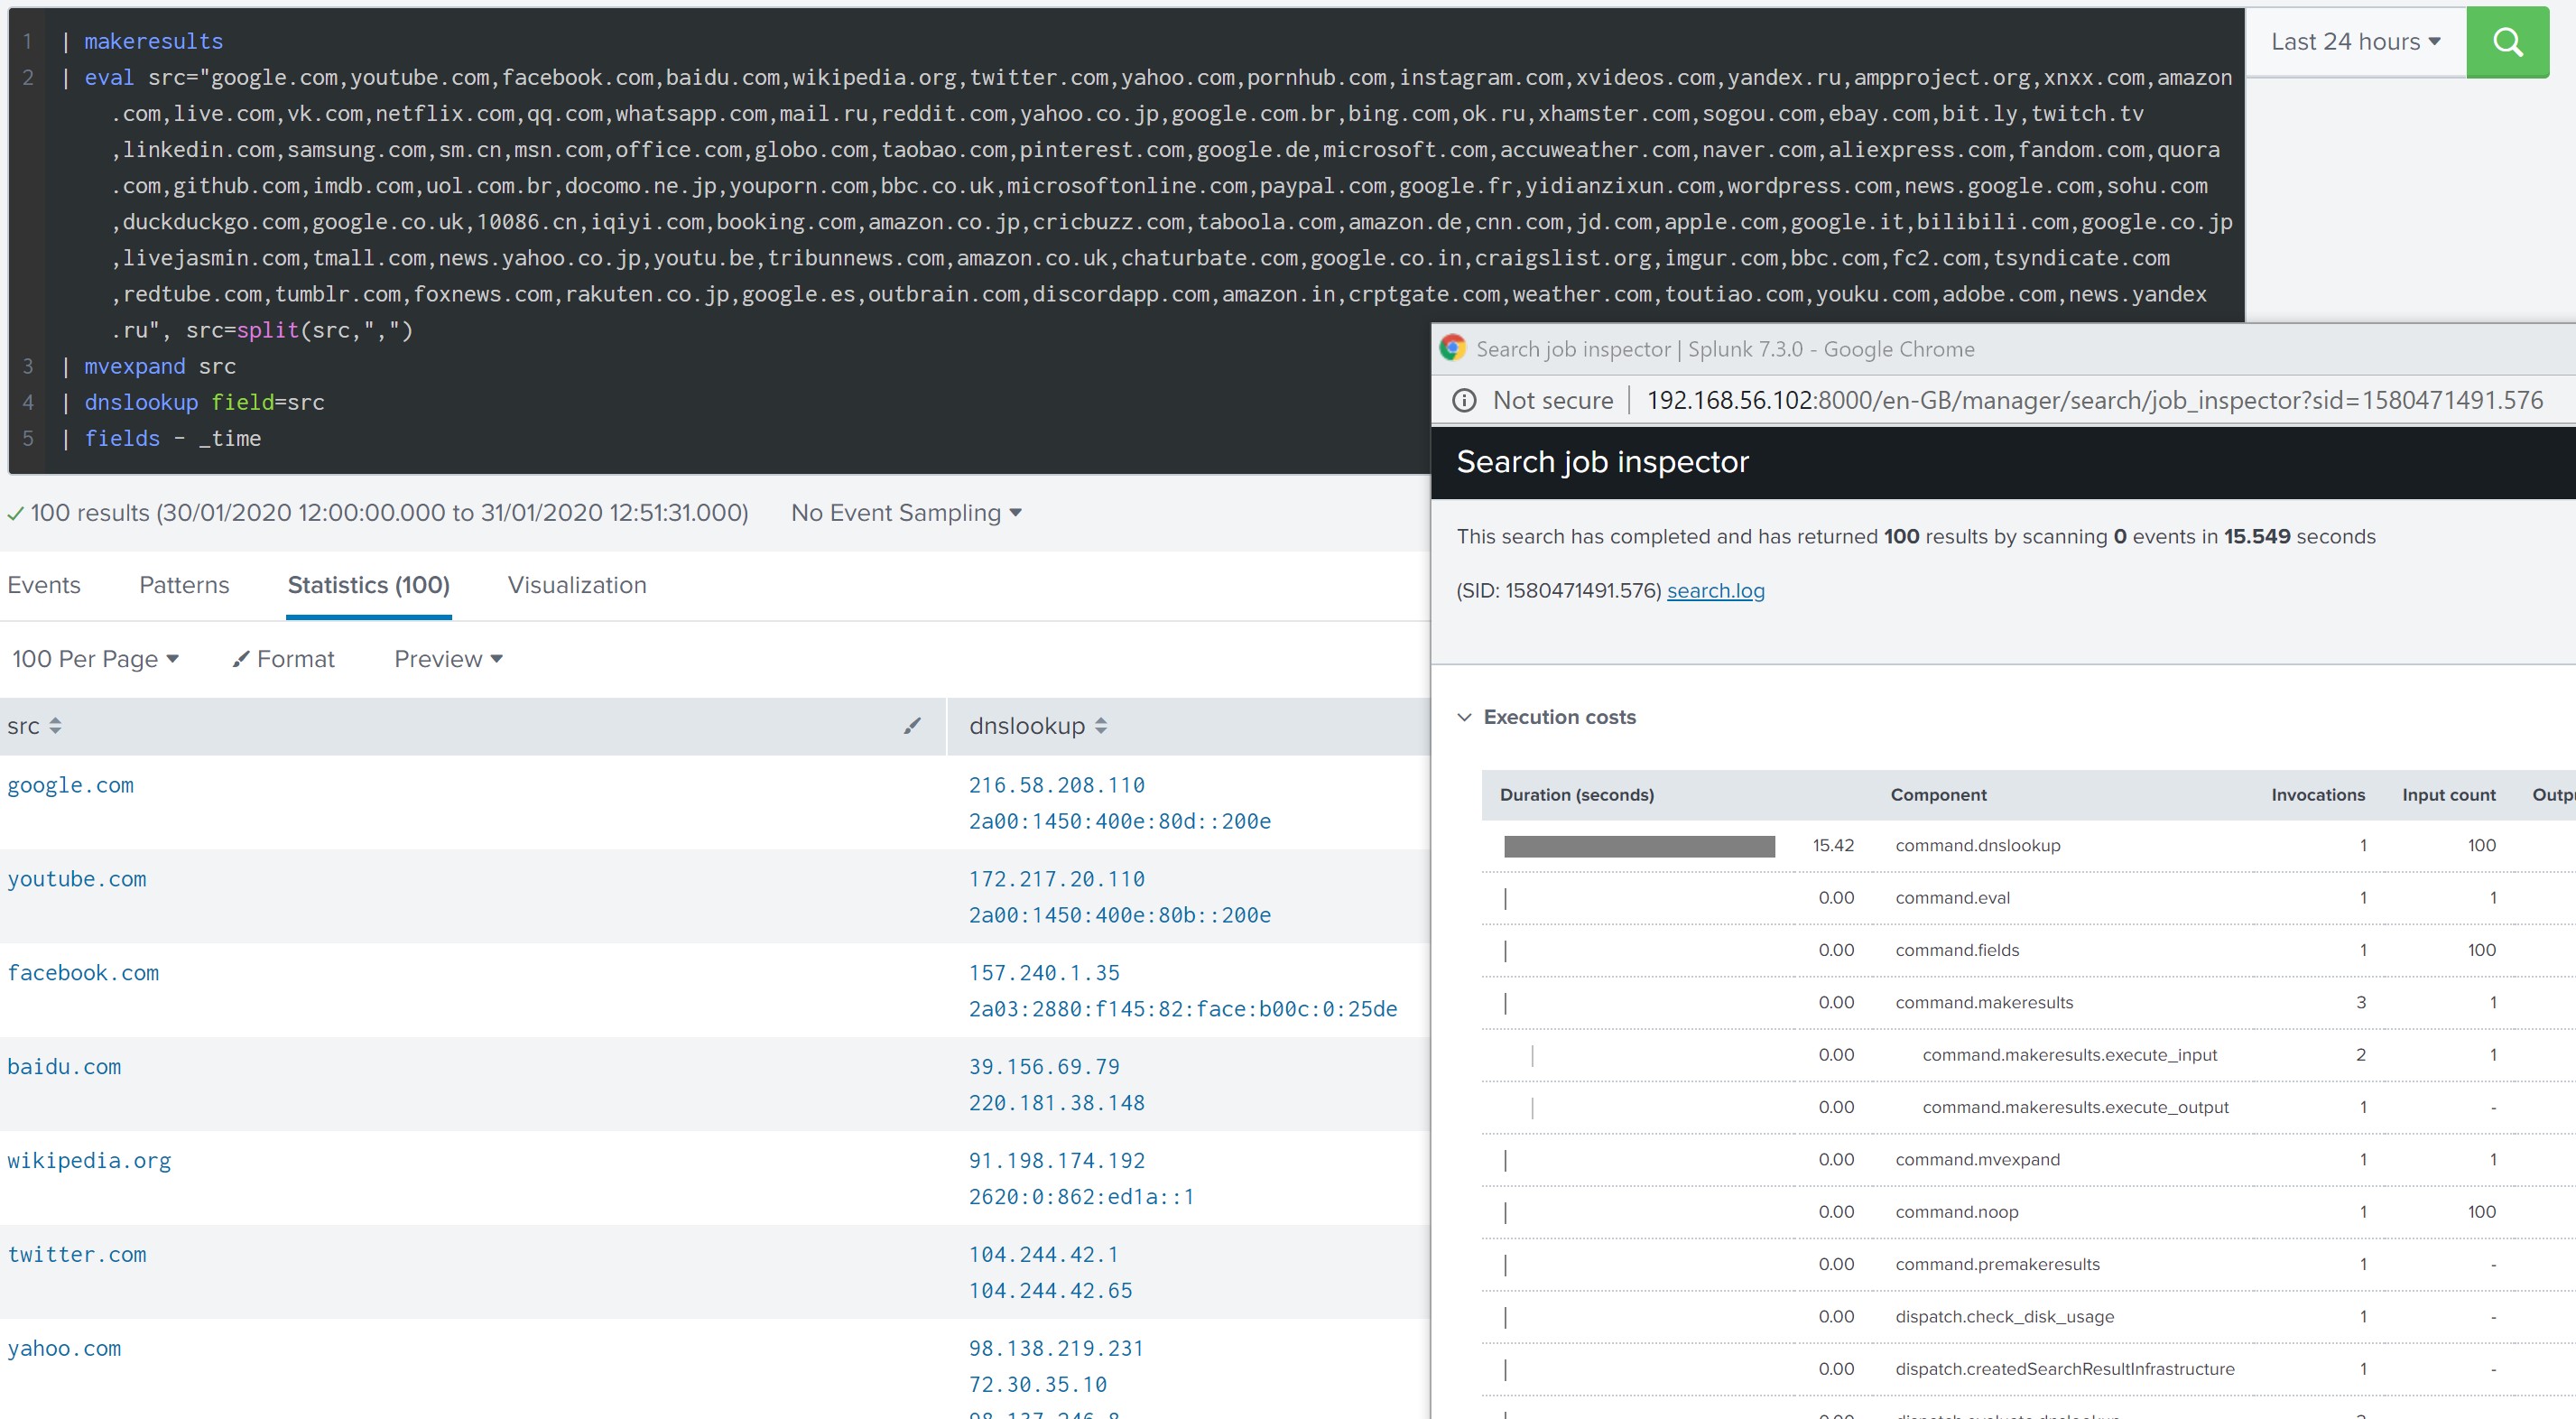 1 | makeresults
2 | eval src="google.com,youtube.com,facebook.com,baidu.com,wikipedia.org,twitter.com,yahoo.com,pornhub.com,instagram.com,xvideos.com,yandex.ru,ampproject.org,xnxx.com,amazon
.com,live.com,vk.com,netflix.com,qq.com,whatsapp.com,mail.ru,reddit.com,yahoo.co.jp,google.com.br,bing.com,ok.ru,xhamster.com,sogou.com,ebay.com,bit.ly,twitch.tv
,linkedin.com,samsung.com,sm.cn,msn.com,office.com,globo.com,taobao.com,pinterest.com,google.de,microsoft.com,accuweather.com,naver.com,aliexpress.com,fandom.com,quora
.com,github.com,imdb.com,uol.com.br,docomo.ne.jp,youporn.com,bbc.co.uk,microsoftonline.com,paypal.com,google.fr,yidianzixun.com,wordpress.com,news.google.com,sohu.com
,duckduckgo.com,google.co.uk,10086.cn,iqiyi.com,booking.com,amazon.co.jp,cricbuzz.com,taboola.com,amazon.de,cnn.com,jd.com,apple.com,google.it,bilibili.com,google.co.jp
,livejasmin.com,tmall.com,news.yahoo.co.jp,youtu.be,tribunnews.com,amazon.co.uk,chaturbate.com,google.co.in,craigslist.org,imgur.com,bbc.com,fc2.com,tsyndicate.com
,redtube.com,tumblr.com,foxnews.com,rakuten.co.jp,google.es,outbrain.com,discordapp.com,amazon.in,crptgate.com,weather.com,toutiao.com,youku.com,adobe.com,news.yandex
.ru", src=split(src,",")
3 | mvexpand src
4 | dnslookup field=src
5 | fields - _time
Last 24 hours
100 results (30/01/2020 12:00:00.000 to 31/01/2020 12:51:31.000) No Event Sampling
Events Patterns Statistics (100) Visualization
100 Per Page Format Preview
src dnslookup
google.com 216.58.208.110
2a00:1450:400e:80d::200e
youtube.com 172.217.20.110
2a00:1450:400e:80b::200e
facebook.com 157.240.1.35
2a03:2880:f145:82:face:b00c:0:25de
baidu.com 39.156.69.79
220.181.38.148
wikipedia.org 91.198.174.192
2620:0:862:ed1a::1
twitter.com 104.244.42.1
104.244.42.65
yahoo.com 98.138.219.231
72.30.35.10
Search job inspector | Splunk 7.3.0 - Google Chrome
Not secure | 192.168.56.102:8000/en-GB/manager/search/job_inspector?sid=1580471491.576
Search job inspector
This search has completed and has returned 100 results by scanning 0 events in 15.549 seconds
(SID: 1580471491.576) search.log
Execution costs
Duration (seconds) Component Invocations Input count
15.42 command.dnslookup 1 100
0.00 command.eval 1 1
0.00 command.fields 1 100
0.00 command.makeresults 3 1
0.00 command.makeresults.execute_input 2 1
0.00 command.makeresults.execute_output 1 -
0.00 command.mvexpand 1 1
0.00 command.noop 1 100
0.00 command.premakeresults 1 -
0.00 dispatch.check_disk_usage 1 -
0.00 dispatch.createdSearchResultInfrastructure 1 -